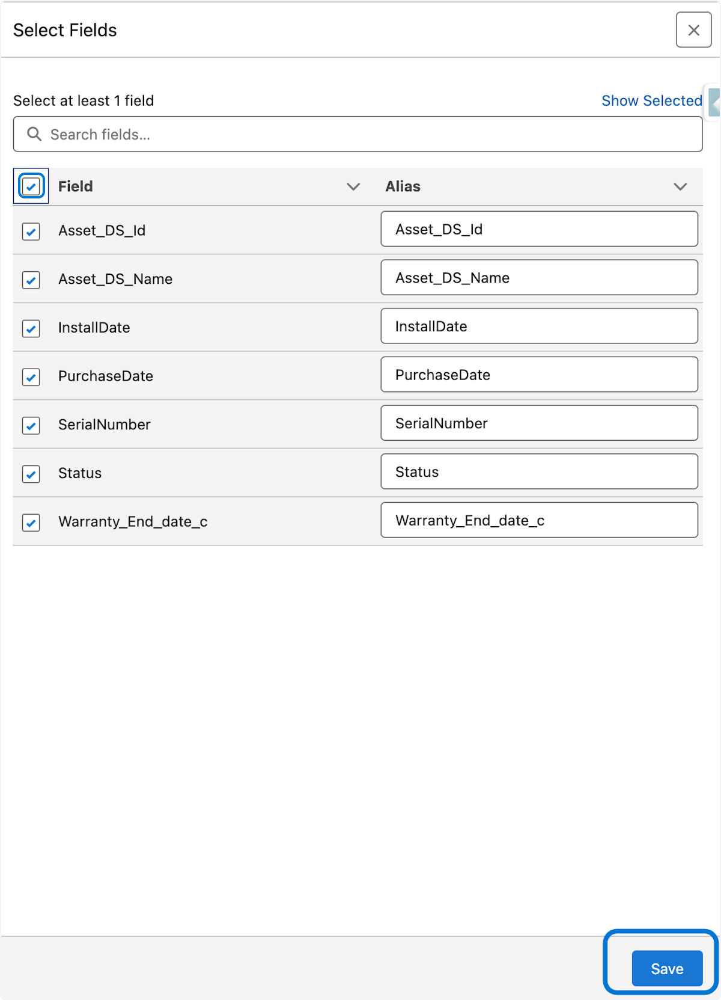 Select Fields
Select at least 1 field
Show Selected
Search fields...
Field
Alias
Asset_DS_Id
Asset_DS_Id
Asset_DS_Name
Asset_DS_Name
InstallDate
InstallDate
PurchaseDate
PurchaseDate
SerialNumber
SerialNumber
Status
Status
Warranty_End_date_c
Warranty_End_date_c
Save